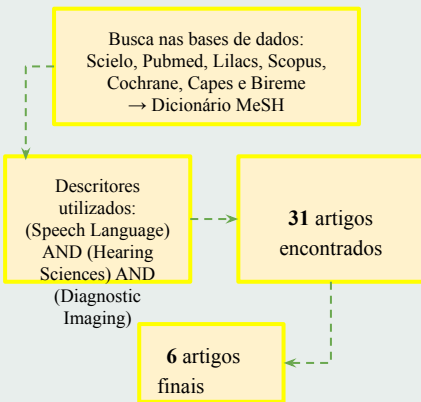 Busca nas bases de dados:
Scielo, Pubmed, Lilacs, Scopus,
Cochrane, Capes e Bireme
→ Dicionário MeSH
Descritores
utilizados:
(Speech Language)
AND (Hearing
Sciences) AND
(Diagnostic
Imaging)
31 artigos
encontrados
6 artigos
finais